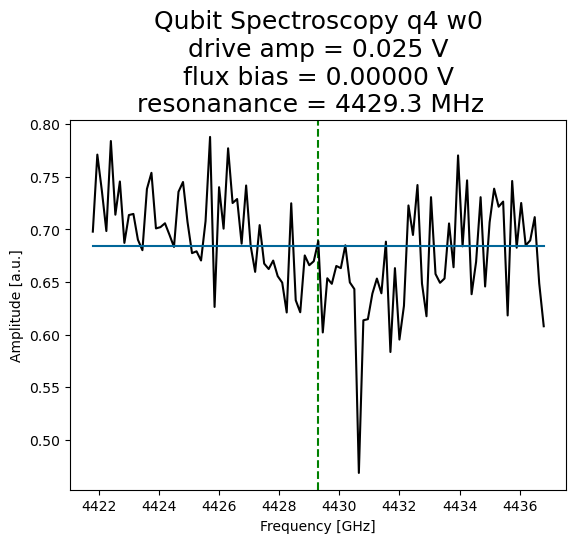 Qubit Spectroscopy q4 w0
drive amp = 0.025 V
flux bias = 0.00000 V
resonanance = 4429.3 MHz
0.80
0.75
0.70
0.65
0.60
0.55
0.50
Amplitude [a.u.]
4422 4424 4426 4428 4430 4432 4434 4436
Frequency [GHz]